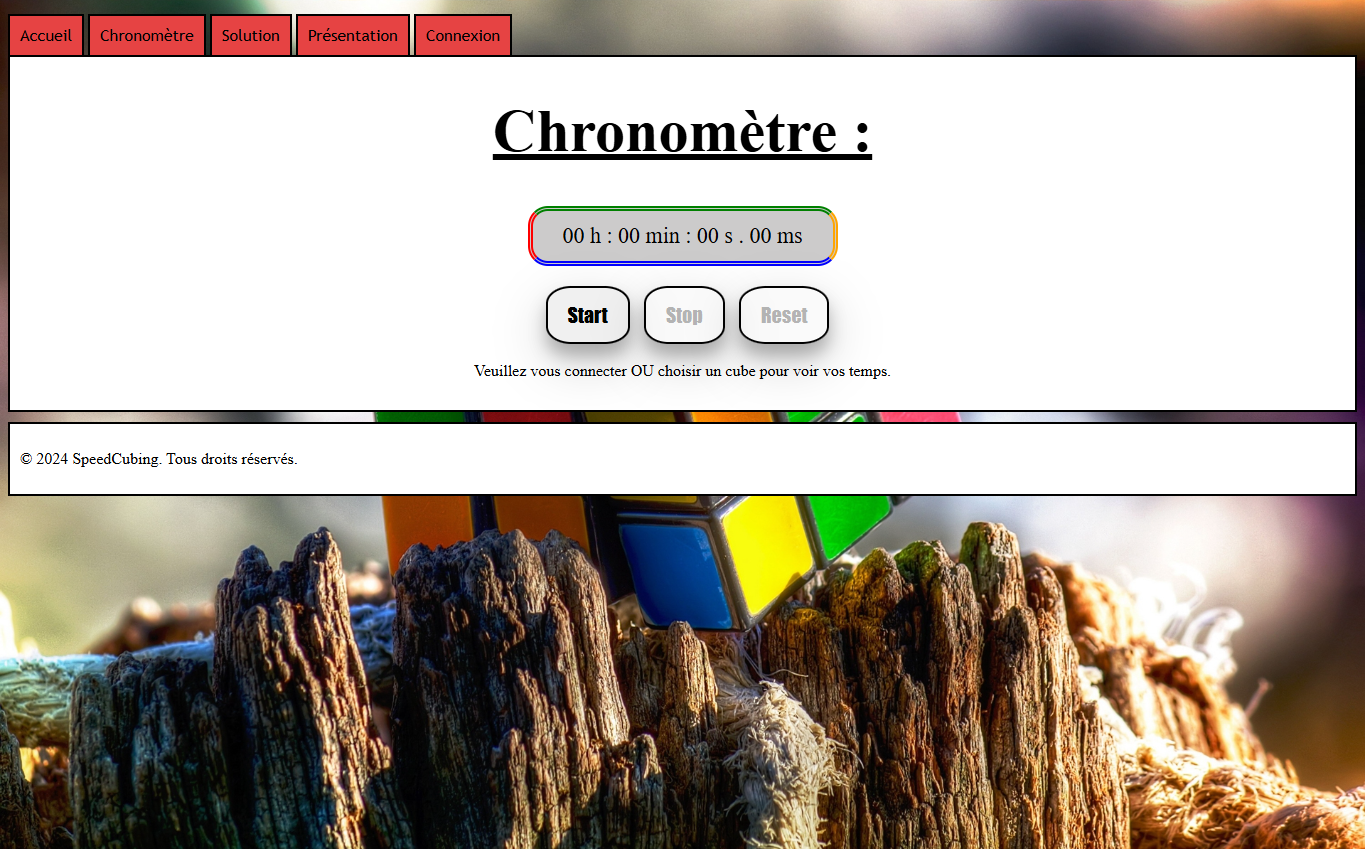 Accueil Chronomètre Solution Présentation Connexion
Chronomètre :
00 h : 00 min : 00 s . 00 ms
Start Stop Reset
Veuillez vous connecter OU choisir un cube pour voir vos temps.
© 2024 SpeedCubing. Tous droits réservés.